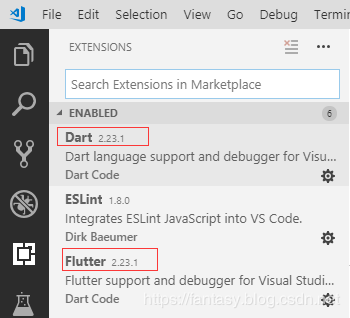 File Edit Selection View Go Debug Termin
EXTENSIONS
Search Extensions in Marketplace
ENABLED 6
Dart 2.23.1
Dart language support and debugger for Visu...
Dart Code
ESLint 1.8.0
Integrates ESLint JavaScript into VS Code.
Dirk Baeumer
Flutter 2.23.1
Flutter support and debugger for Visual Studi...
Dart Code
https://fantasy.blog.csdn.net